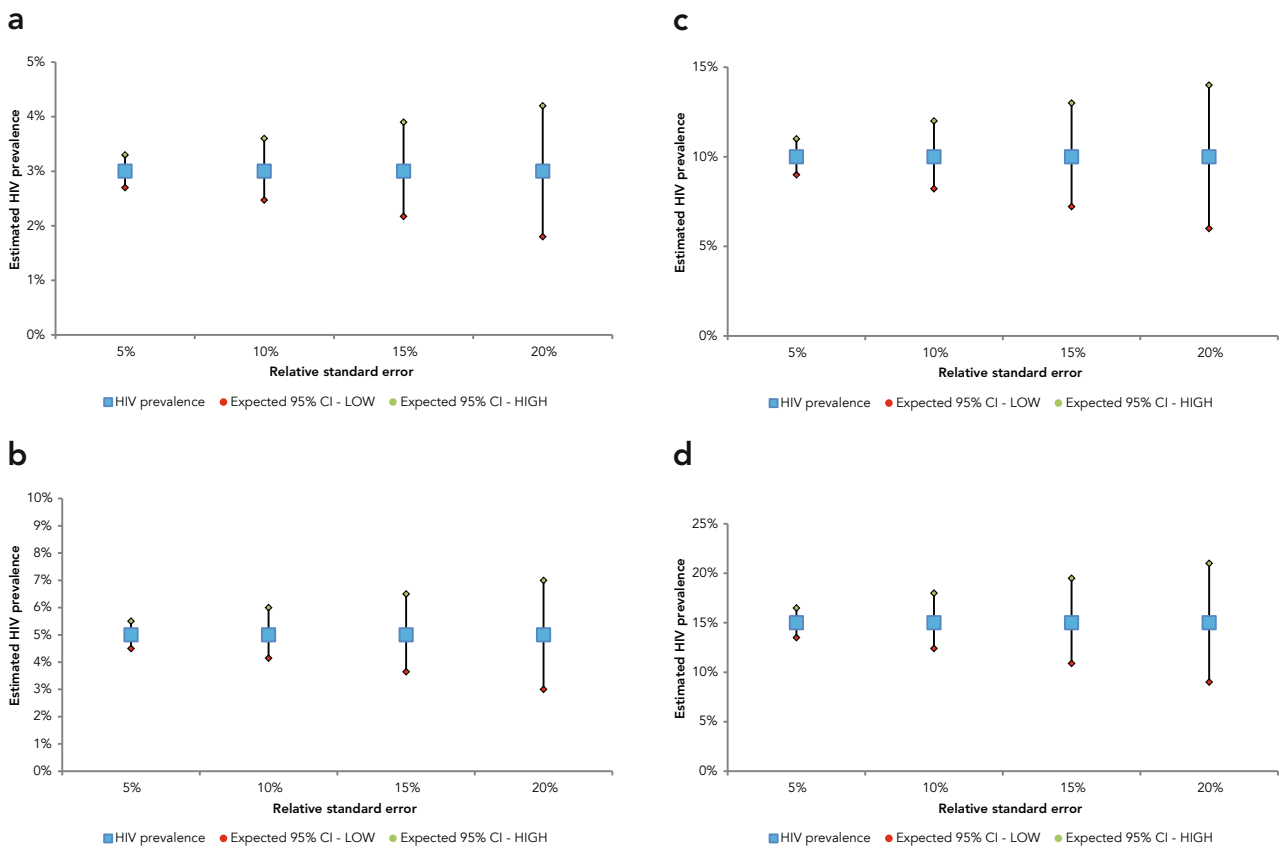 a
5%
4%
3%
2%
1%
0%
Estimated HIV prevalence
5% 10% 15% 20%
Relative standard error
HIV prevalence Expected 95% CI - LOW Expected 95% CI - HIGH
b
10%
9%
8%
7%
6%
5%
4%
3%
2%
1%
0%
Estimated HIV prevalence
5% 10% 15% 20%
Relative standard error
HIV prevalence Expected 95% CI - LOW Expected 95% CI - HIGH
c
15%
10%
5%
0%
Estimated HIV prevalence
5% 10% 15% 20%
Relative standard error
HIV prevalence Expected 95% CI - LOW Expected 95% CI - HIGH
d
25%
20%
15%
10%
5%
0%
Estimated HIV prevalence
5% 10% 15% 20%
Relative standard error
HIV prevalence Expected 95% CI - LOW Expected 95% CI - HIGH